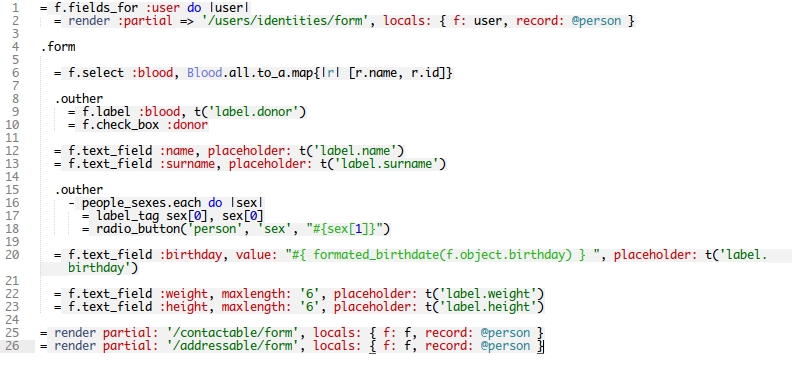 1 = f.fields_for :user do |user|
2   = render :partial => '/users/identities/form', locals: { f: user, record: @person }
3
4 .form
5
6   = f.select :blood, Blood.all.to_a.map{|r| [r.name, r.id]}
7
8   .outher
9     = f.label :blood, t('label.donor')
10     = f.check_box :donor
11
12   = f.text_field :name, placeholder: t('label.name')
13   = f.text_field :surname, placeholder: t('label.surname')
14
15   .outher
16     - people_sexes.each do |sex|
17       = label_tag sex[0], sex[0]
18       = radio_button('person', 'sex', "#{sex[1]}")
19
20   = f.text_field :birthday, value: "#{ formated_birthdate(f.object.birthday) } ", placeholder: t('label.
birthday')
21
22   = f.text_field :weight, maxlength: '6', placeholder: t('label.weight')
23   = f.text_field :height, maxlength: '6', placeholder: t('label.height')
24
25 = render partial: '/contactable/form', locals: { f: f, record: @person }
26 = render partial: '/addressable/form', locals: { f: f, record: @person }